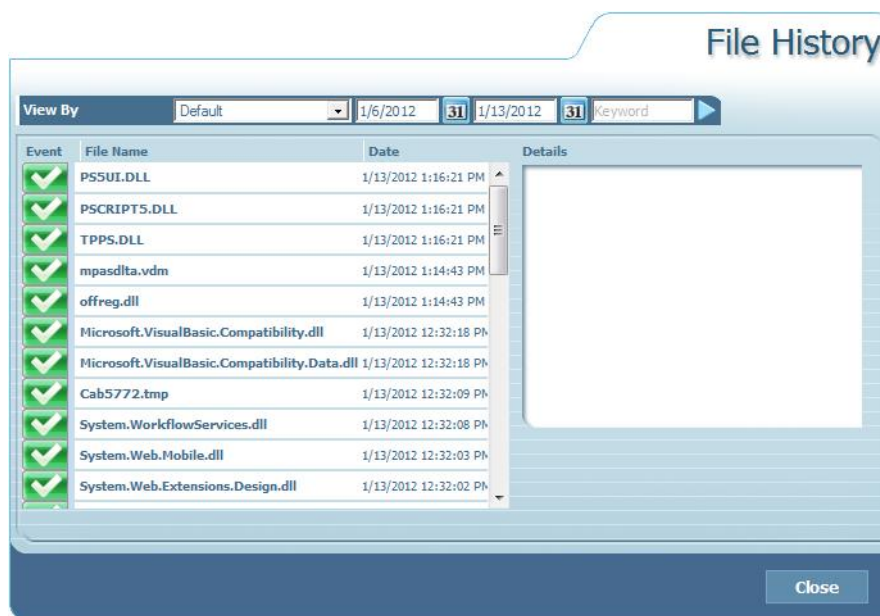 File History
View By Default 1/6/2012 31 1/13/2012 31 Keyword
Event File Name Date Details
PS5UI.DLL 1/13/2012 1:16:21 PM
PSCRIPT5.DLL 1/13/2012 1:16:21 PM
TPPS.DLL 1/13/2012 1:16:21 PM
mpasdlta.vdm 1/13/2012 1:14:43 PM
offreg.dll 1/13/2012 1:14:43 PM
Microsoft.VisualBasic.Compatibility.dll 1/13/2012 12:32:18 PM
Microsoft.VisualBasic.Compatibility.Data.dll 1/13/2012 12:32:18 PM
Cab5772.tmp 1/13/2012 12:32:09 PM
System.WorkflowServices.dll 1/13/2012 12:32:08 PM
System.Web.Mobile.dll 1/13/2012 12:32:03 PM
System.Web.Extensions.Design.dll 1/13/2012 12:32:02 PM
Close